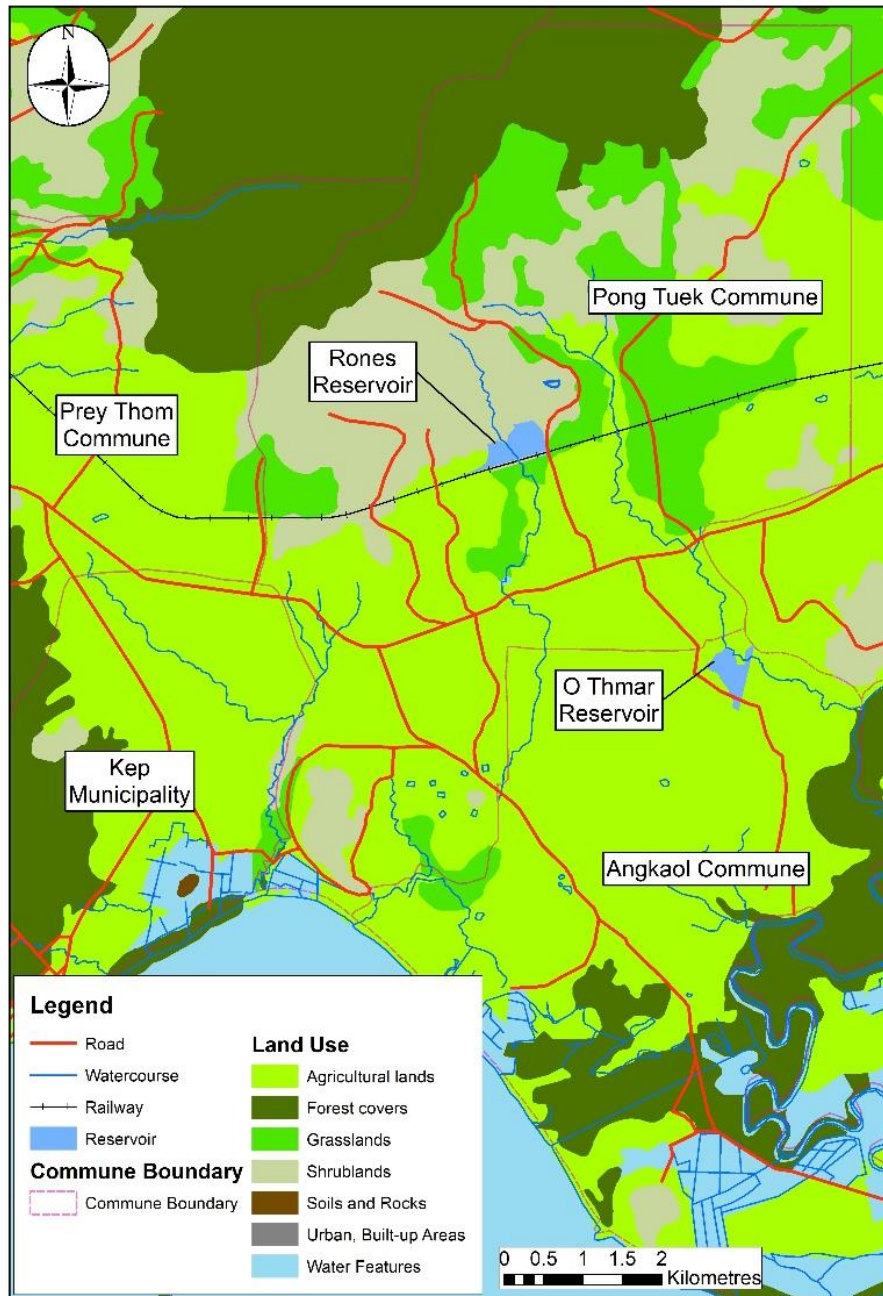 N
Pong Tuek Commune
Rones
Reservoir
Prey Thom
Commune
O Thmar
Reservoir
Kep
Municipality
Angkaol Commune
Legend
Road
Watercourse
Railway
Reservoir
Commune Boundary
Commune Boundary
Land Use
Agricultural lands
Forest covers
Grasslands
Shrublands
Soils and Rocks
Urban, Built-up Areas
Water Features
0 0.5 1 1.5 2
Kilometres